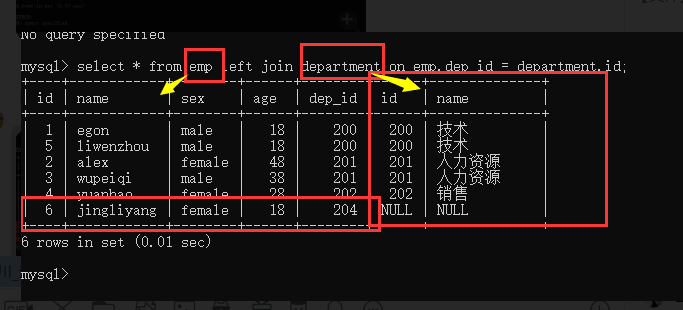 No query specified
mysql> select * from emp left join department on emp.dep_id = department.id;
| id | name | sex | age | dep_id | id | name |
| 1 | egon | male | 18 | 200 | 200 | 技术 |
| 5 | liwenzhou | male | 18 | 200 | 200 | 技术 |
| 2 | alex | female | 48 | 201 | 201 | 人力资源 |
| 3 | wupeiqi | male | 38 | 201 | 201 | 人力资源 |
| 4 | yuanhao | female | 28 | 202 | 202 | 销售 |
| 6 | jingliyang | female | 18 | 204 | NULL | NULL |
6 rows in set (0.01 sec)
mysql>